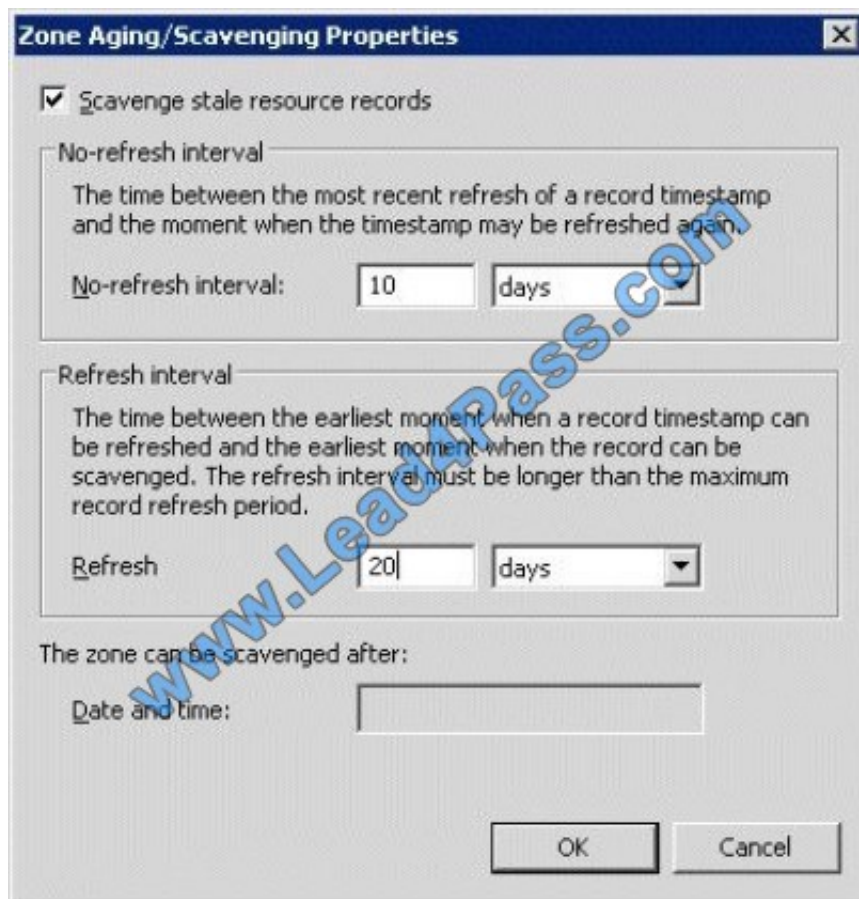 Zone Aging/Scavenging Properties
Scavenge stale resource records
No-refresh interval
The time between the most recent refresh of a record timestamp
and the moment when the timestamp may be refreshed again.
No-refresh interval: 10 days
Refresh interval
The time between the earliest moment when a record timestamp can
be refreshed and the earliest moment when the record can be
scavenged. The refresh interval must be longer than the maximum
record refresh period.
Refresh 20 days
The zone can be scavenged after:
Date and time:
OK Cancel
www.Lead4Pass.com